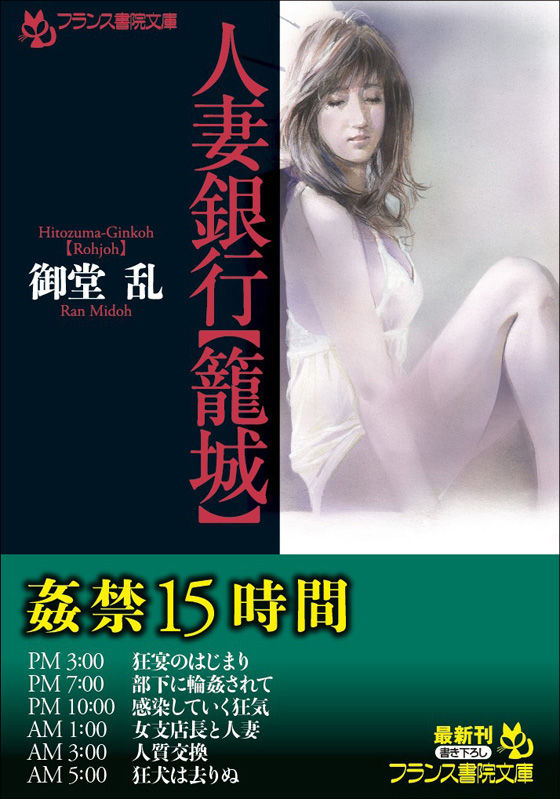 フランス書院文庫
人妻銀行【籠城】
Hitozuma-Ginkoh
【Rohjoh】
御堂 乱
Ran Midoh
姦禁15時間
PM 3:00 狂宴のはじまり
PM 7:00 部下に輪姦されて
PM 10:00 感染していく狂気
AM 1:00 女支店長と人妻
AM 3:00 人質交換
AM 5:00 狂犬は去りぬ
最新刊
書き下ろし
フランス書院文庫